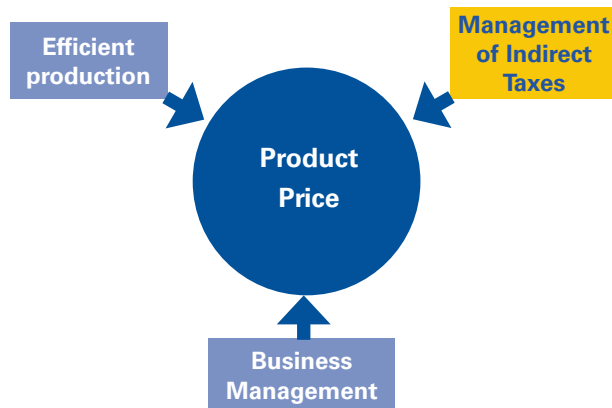 Efficient
production
Management
of Indirect
Taxes
Product
Price
Business
Management